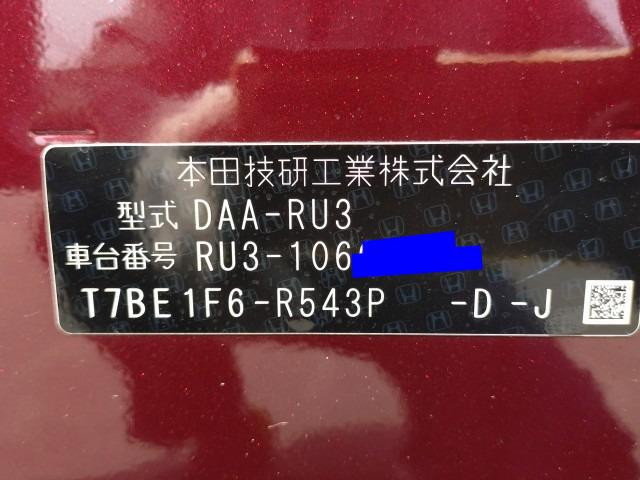 本田技研工業株式会社
型式 DAA-RU3
車台番号 RU3-106
T7BE1F6-R543P -D -J